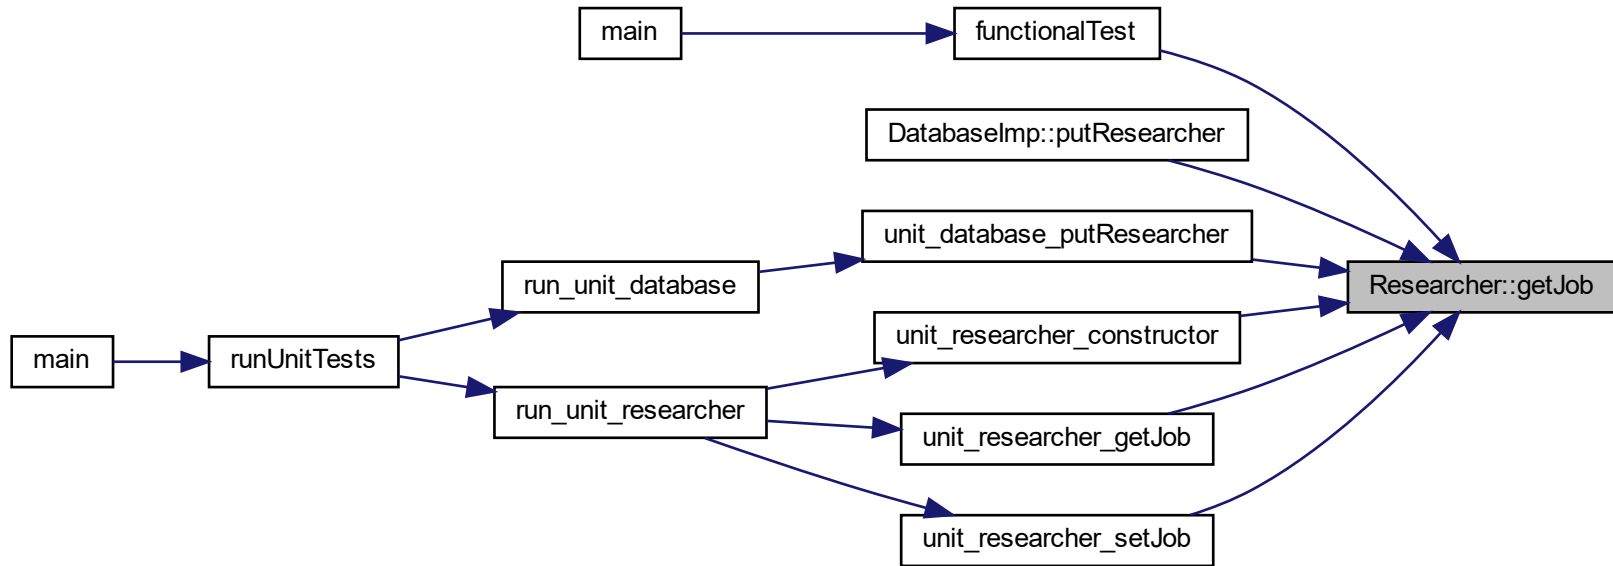 main
functionalTest
DatabaseImp::putResearcher
unit_database_putResearcher
run_unit_database
Researcher::getJob
unit_researcher_constructor
main
runUnitTests
run_unit_researcher
unit_researcher_getJob
unit_researcher_setJob